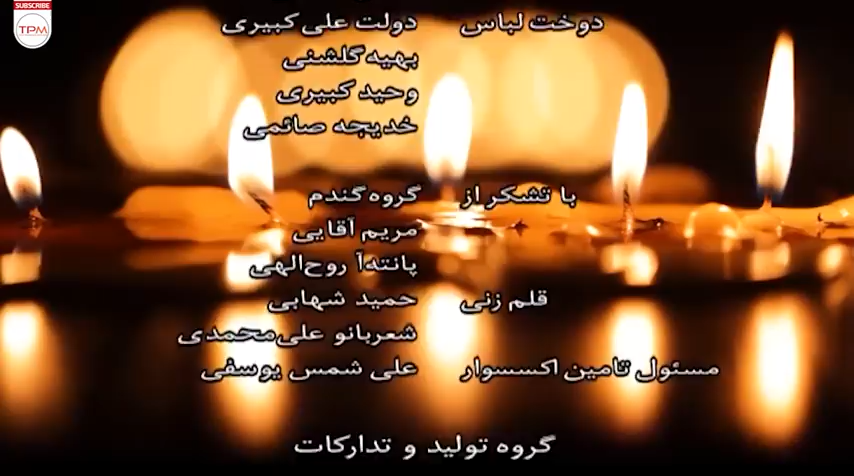 SUBSCRIBE
TPM
دوخت لباس دولت علی کبیری
بهیه گلشنی
وحید کبیری
خدیجه صائمی
با تشکر از گروه گندم
مریم آقایی
پانته‌آ روح‌الهی
قلم زنی حمید شهابی
شعربانو علی‌محمدی
مسئول تامین اکسسوار علی شمس یوسفی
گروه تولید و تدارکات